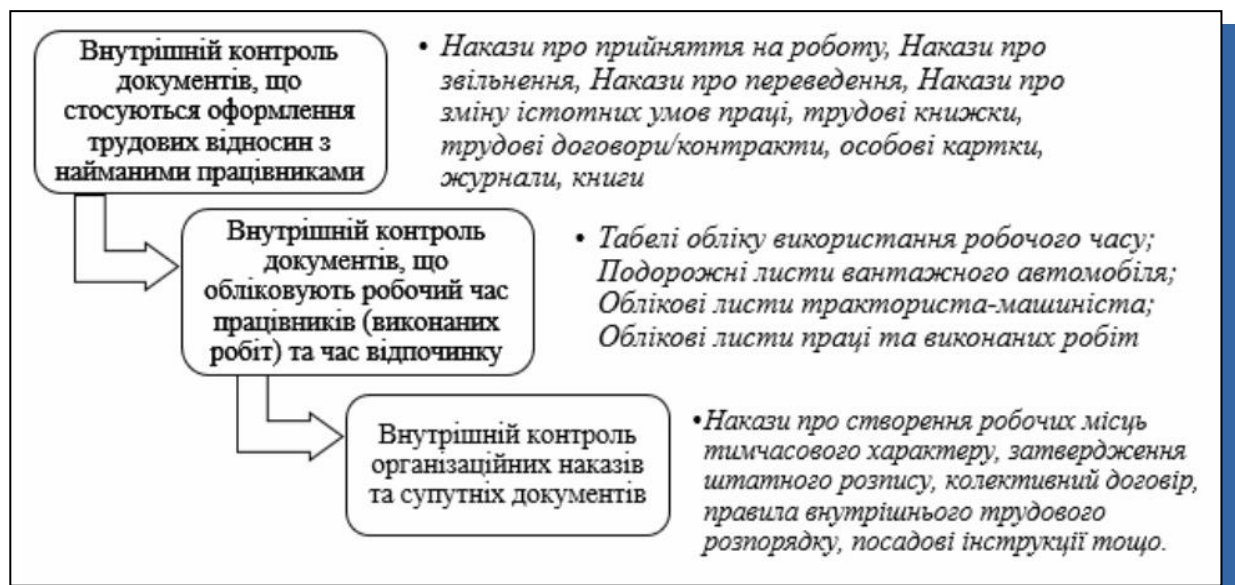 Внутрішній контроль
документів, що
стосуються оформлення
трудових відносин з
найманими працівниками
• Накази про прийняття на роботу, Накази про
звільнення, Накази про переведення, Накази про
зміну істотних умов праці, трудові книжки,
трудові договори/контракти, особові картки,
журнали, книги
Внутрішній контроль
документів, що
обліковують робочий час
працівників (виконаних
робіт) та час відпочинку
• Табелі обліку використання робочого часу;
Подорожні листи вантажного автомобіля;
Облікові листи тракториста-машиніста;
Облікові листи праці та виконаних робіт
Внутрішній контроль
організаційних наказів
та супутніх документів
•Накази про створення робочих місць
тимчасового характеру, затвердження
штатного розпису, колективний договір,
правила внутрішнього трудового
розпорядку, посадові інструкції тощо.